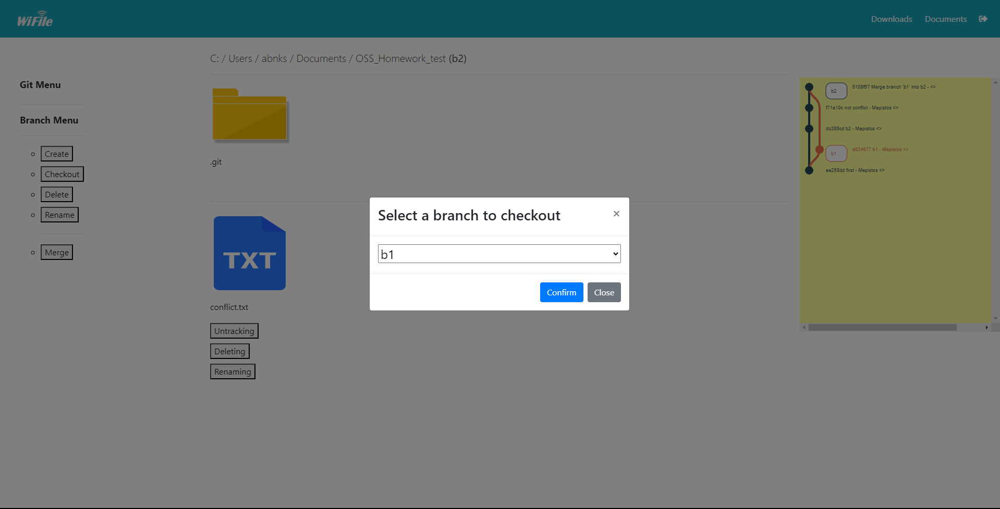 WiFile
Downloads Documents
C: / Users / abnks / Documents / OSS_Homework_test (b2)
Git Menu
Branch Menu
Create
Checkout
Delete
Rename
Merge
.git
TXT
conflict.txt
Untracking
Deleting
Renaming
Select a branch to checkout ×
b1
Confirm Close
b2 5108f67 Merge branch 'b1' into b2 - <>
f71e19c not conflict - Mepistos <>
dc386cd b2 - Mepistos <>
b1 a634677 b1 - Mepistos <>
ee258dd first - Mepistos <>